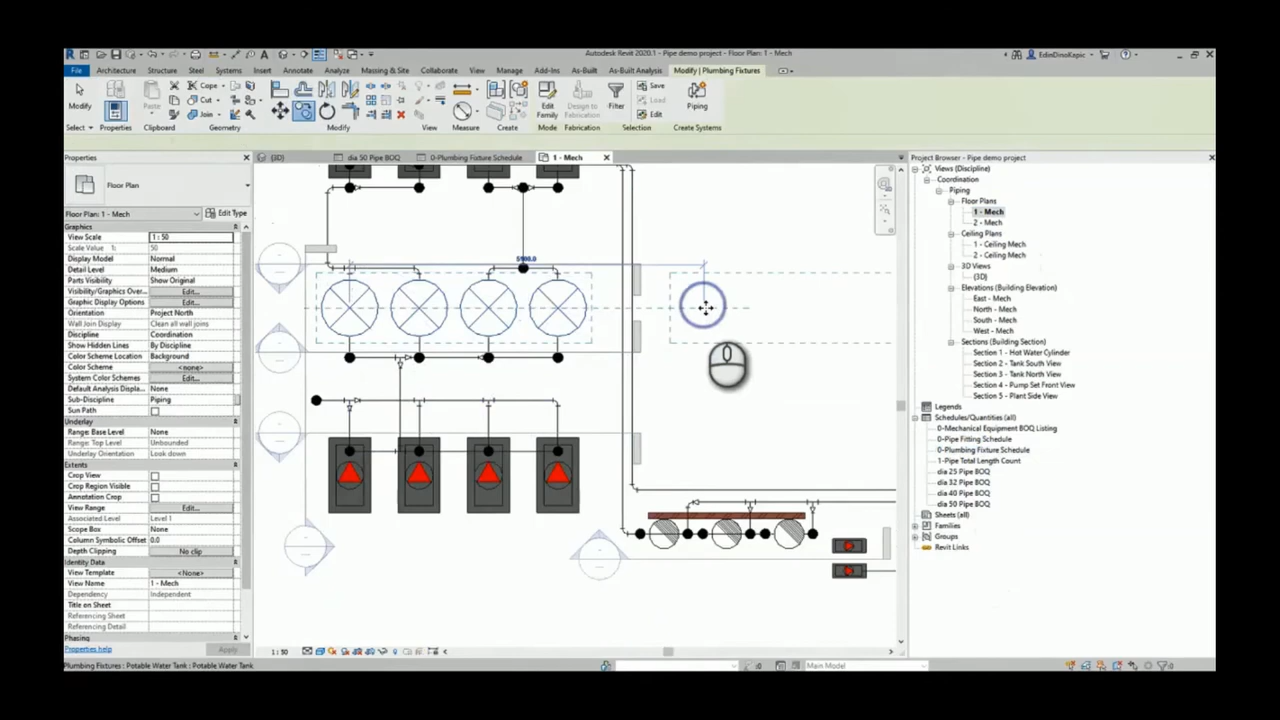 Autodesk Revit 2020.1 - Pipe demo project - Floor Plan: 1 - Mech
EdinDinoKapic
File Architecture Structure Steel Systems Insert Annotate Analyze Massing & Site Collaborate View Manage Add-Ins As-Built As-Built Analysis Modify | Plumbing Fixtures
Cope Save
Modify Paste Cut Edit Family Design to Fabrication Filter Load Piping
Properties Join Edit
Select Properties Clipboard Geometry Modify View Measure Create Mode Fabrication Selection Create Systems
Properties {3D} dia 50 Pipe BOQ 0-Plumbing Fixture Schedule 1 - Mech Project Browser - Pipe demo project
Floor Plan
Floor Plan: 1 - Mech Edit Type
Graphics
View Scale 1 : 50
Scale Value 1: 50
Display Model Normal
Detail Level Medium
Parts Visibility Show Original
Visibility/Graphics Over... Edit...
Graphic Display Options Edit...
Orientation Project North
Wall Join Display Clean all wall joins
Discipline Coordination
Show Hidden Lines By Discipline
Color Scheme Location Background
Color Scheme <none>
System Color Schemes Edit...
Default Analysis Displa... None
Sub-Discipline Piping
Sun Path
Underlay
Range: Base Level None
Range: Top Level Unbounded
Underlay Orientation Look down
Extents
Crop View
Crop Region Visible
Annotation Crop
View Range Edit...
Associated Level Level 1
Scope Box None
Column Symbolic Offset 0.0
Depth Clipping No clip
Identity Data
View Template <None>
View Name 1 - Mech
Dependency Independent
Title on Sheet
Referencing Sheet
Referencing Detail
Phasing
Properties help Apply
5100.0
Views (Discipline)
Coordination
Piping
Floor Plans
1 - Mech
2 - Mech
Ceiling Plans
1 - Ceiling Mech
2 - Ceiling Mech
3D Views
{3D}
Elevations (Building Elevation)
East - Mech
North - Mech
South - Mech
West - Mech
Sections (Building Section)
Section 1 - Hot Water Cylinder
Section 2 - Tank South View
Section 3 - Tank North View
Section 4 - Pump Set Front View
Section 5 - Plant Side View
Legends
Schedules/Quantities (all)
0-Mechanical Equipment BOQ Listing
0-Pipe Fitting Schedule
0-Plumbing Fixture Schedule
1-Pipe Total Length Count
dia 25 Pipe BOQ
dia 32 Pipe BOQ
dia 40 Pipe BOQ
dia 50 Pipe BOQ
Sheets (all)
Families
Groups
Revit Links
1 : 50
Plumbing Fixtures : Potable Water Tank : Potable Water Tank :0 Main Model :0